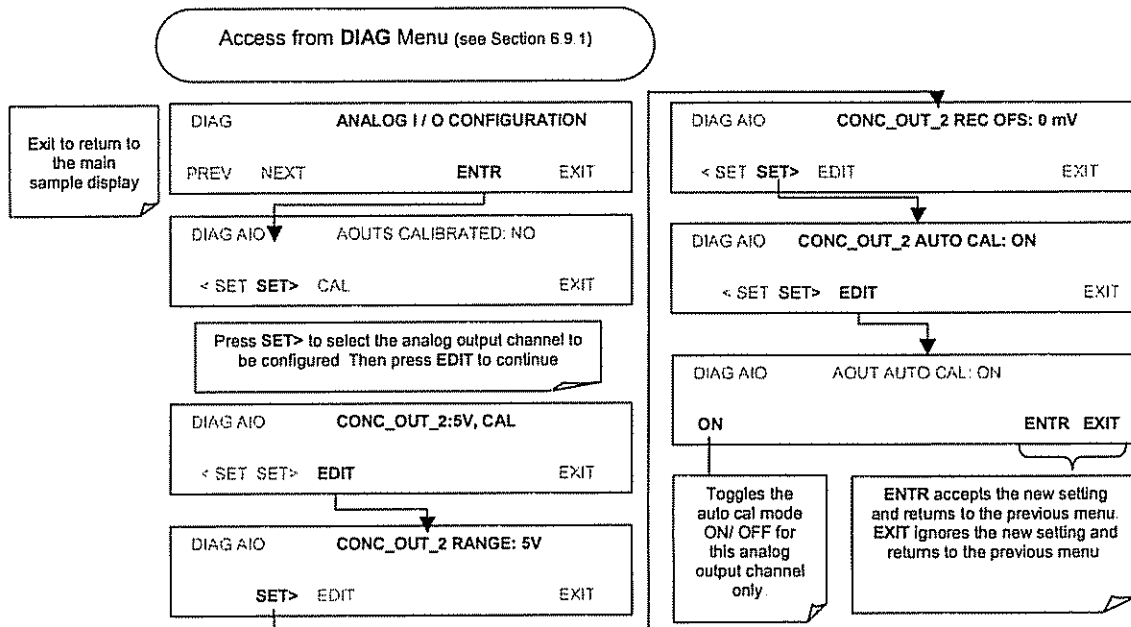 Access from DIAG Menu (see Section 6.9.1)
Exit to return to
the main
sample display
DIAG ANALOG I / O CONFIGURATION
PREV NEXT ENTR EXIT
DIAG AIO AOUTS CALIBRATED: NO
< SET SET> CAL EXIT
Press SET> to select the analog output channel to
be configured Then press EDIT to continue
DIAG AIO CONC_OUT_2:5V, CAL
< SET SET> EDIT EXIT
DIAG AIO CONC_OUT_2 RANGE: 5V
SET> EDIT EXIT
DIAG AIO CONC_OUT_2 REC OFS: 0 mV
< SET SET> EDIT EXIT
DIAG AIO CONC_OUT_2 AUTO CAL: ON
< SET SET> EDIT EXIT
DIAG AIO AOUT AUTO CAL: ON
ON ENTR EXIT
Toggles the
auto cal mode
ON/ OFF for
this analog
output channel
only
ENTR accepts the new setting
and returns to the previous menu.
EXIT ignores the new setting and
returns to the previous menu